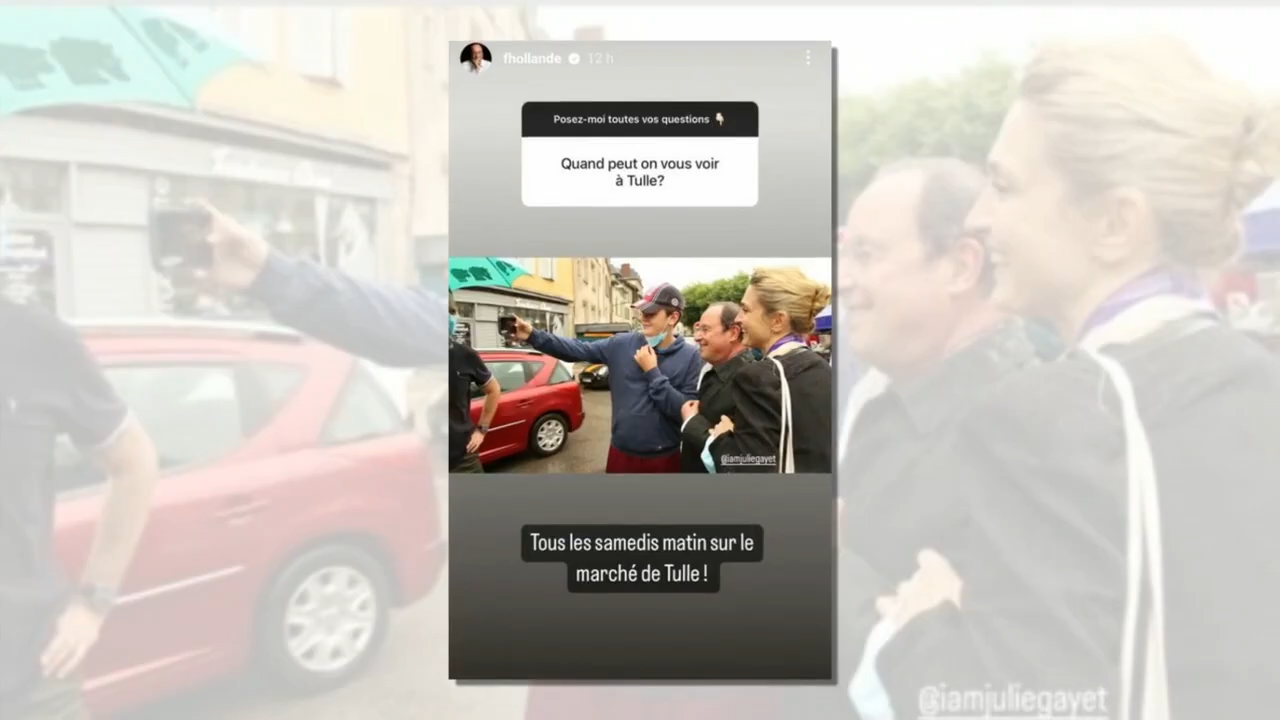 fhollande 12 h
Posez-moi toutes vos questions 👇🏻
Quand peut on vous voir
à Tulle?
@iamjuliegayet
Tous les samedis matin sur le
marché de Tulle !
@iamjuliegayet